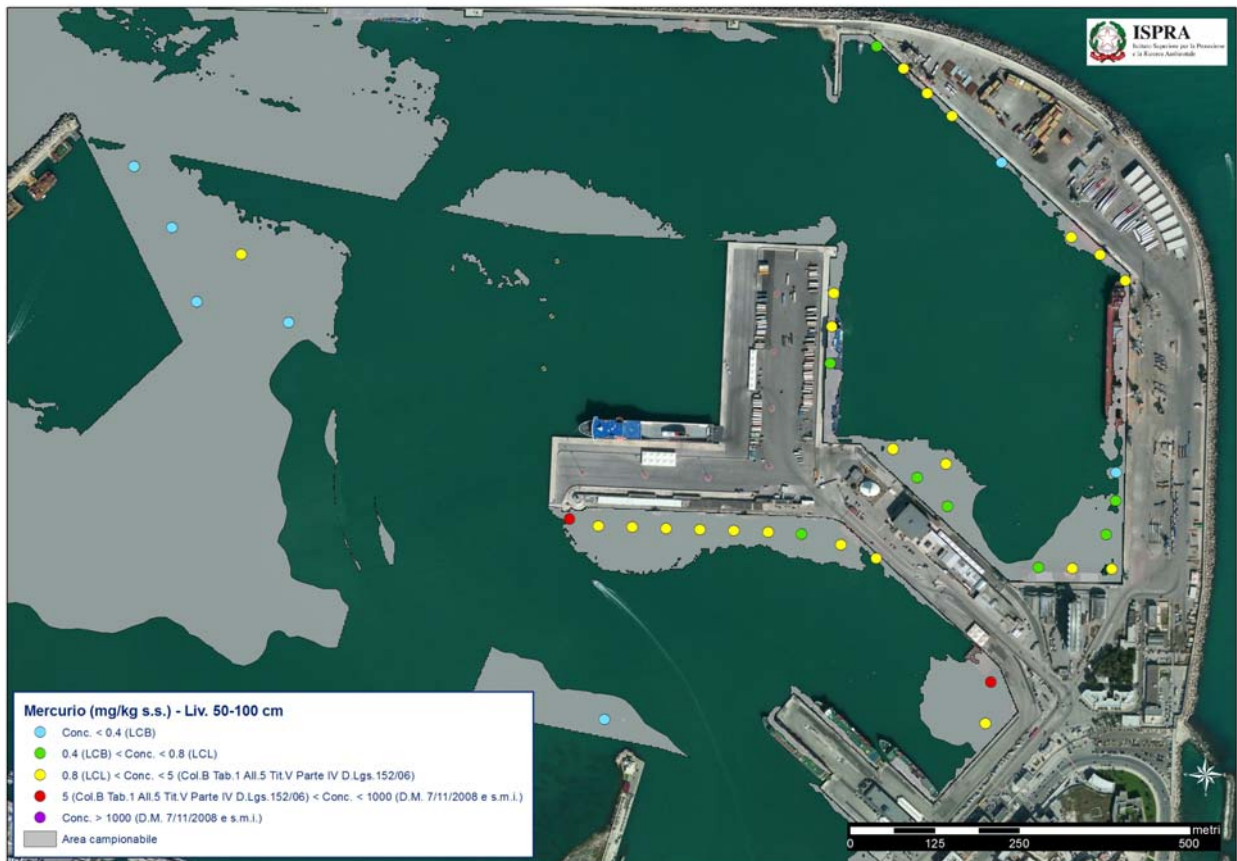 ISPRA
Istituto Superiore per la Protezione
e la Ricerca Ambientale
Mercurio (mg/kg s.s.) - Liv. 50-100 cm
Conc. < 0.4 (LCB)
0.4 (LCB) < Conc. < 0.8 (LCL)
0.8 (LCL) < Conc. < 5 (Col.B Tab.1 All.5 Tit.V Parte IV D.Lgs.152/06)
5 (Col.B Tab.1 All.5 Tit.V Parte IV D.Lgs.152/06) < Conc. < 1000 (D.M. 7/11/2008 e s.m.i.)
Conc. > 1000 (D.M. 7/11/2008 e s.m.i.)
Area campionabile
metri
0 125 250 500